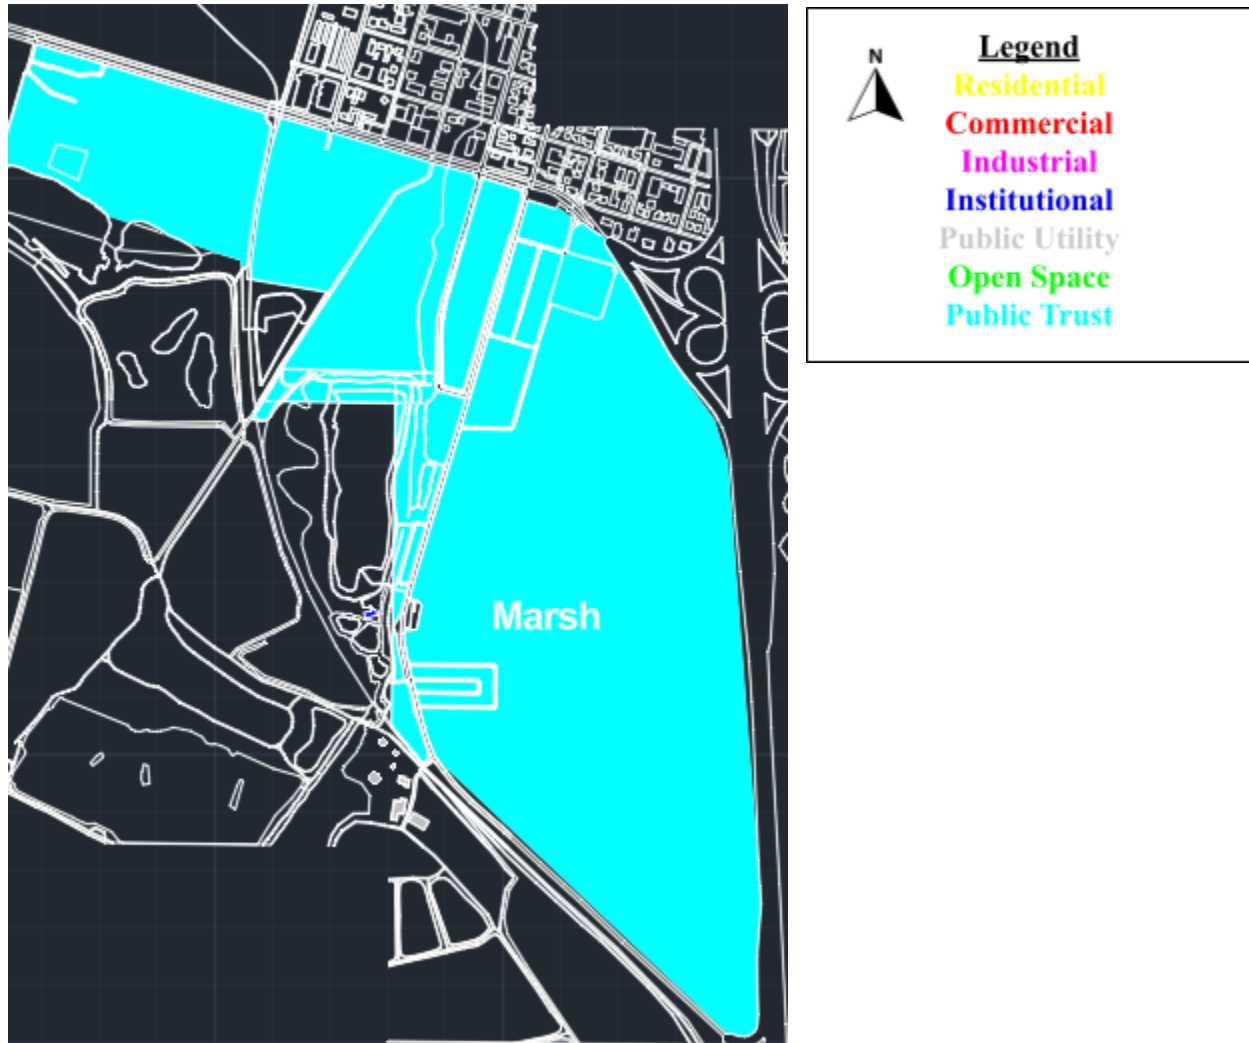 N
Legend
Residential
Commercial
Industrial
Institutional
Public Utility
Open Space
Public Trust
Marsh